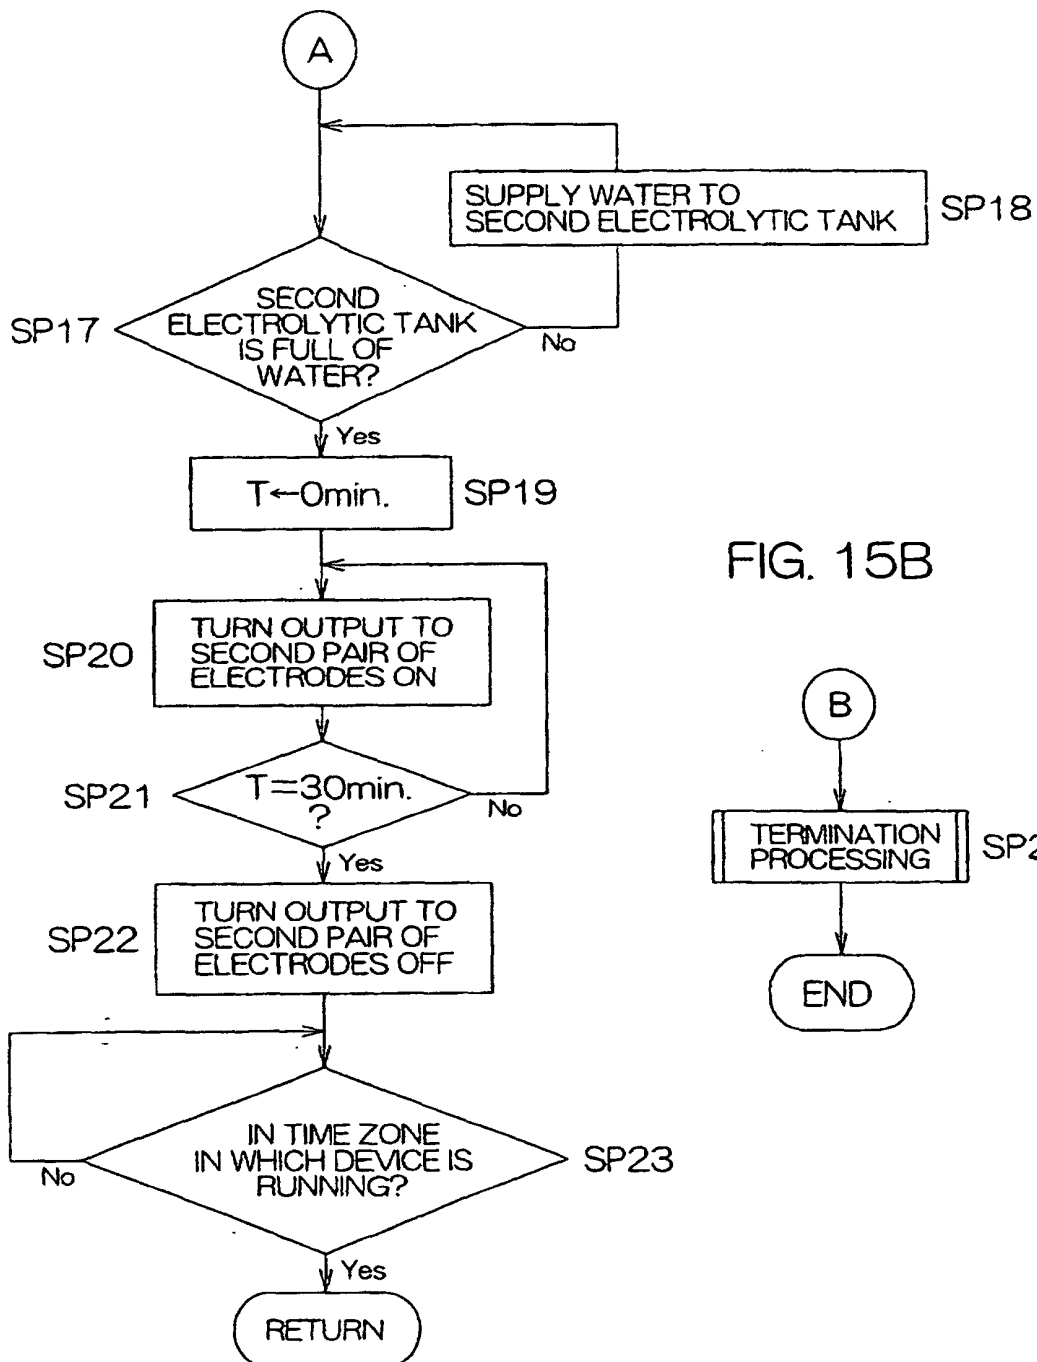 A
SUPPLY WATER TO
SECOND ELECTROLYTIC TANK
SP18
SP17
SECOND
ELECTROLYTIC TANK
IS FULL OF
WATER?
No
Yes
T←0min.
SP19
FIG. 15B
SP20
TURN OUTPUT TO
SECOND PAIR OF
ELECTRODES ON
SP21
T=30min.
?
No
Yes
SP22
TURN OUTPUT TO
SECOND PAIR OF
ELECTRODES OFF
IN TIME ZONE
IN WHICH DEVICE IS
RUNNING?
SP23
No
Yes
RETURN
B
TERMINATION
PROCESSING
END